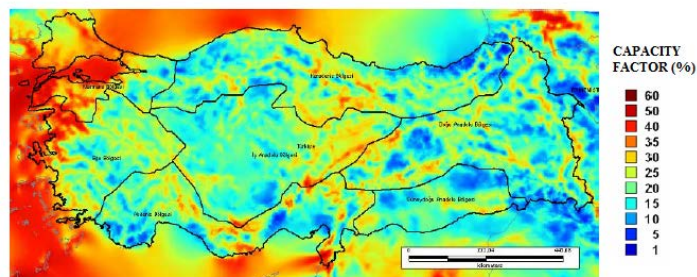 CAPACITY
FACTOR (%)
60
50
40
35
30
25
20
15
10
5
1
Karadeniz Bölgesi
Marmara Bölgesi
Türkiye
Doğu Anadolu Bölgesi
Ege Bölgesi
İç Anadolu Bölgesi
Akdeniz Bölgesi
Güneydoğu Anadolu Bölgesi
0
kilometers